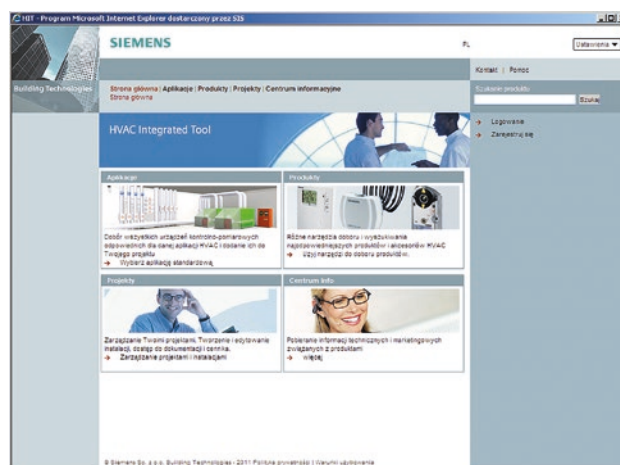 HIT - Program Microsoft Internet Explorer dostarczony przez SIS
SIEMENS
PL
Ustawienia
Building Technologies
Kontakt | Pomoc
Strona główna | Aplikacje | Produkty | Projekty | Centrum informacyjne
Strona główna
Szukanie produktu
Szukaj
Logowanie
Zarejestruj się
HVAC Integrated Tool
Aplikacje
Dobór wszystkich urządzeń kontrolno-pomiarowych
odpowiednich dla danej aplikacji HVAC i dodanie ich do
Twojego projektu
Wybierz aplikację standardową
Produkty
Różne narzędzia doboru i wyszukiwania
najodpowiedniejszych produktów i akcesoriów HVAC
Użyj narzędzi do doboru produktów.
Projekty
Zarządzanie Twoimi projektami. Tworzenie i edytowanie
instalacji, dostęp do dokumentacji i cennika.
Zarządzanie projektami i instalacjami
Centrum info
Pobieranie informacji technicznych i marketingowych
związanych z produktami
więcej
© Siemens Sp. z o.o. Building Technologies - 2011 Polityka prywatności | Warunki użytkowania